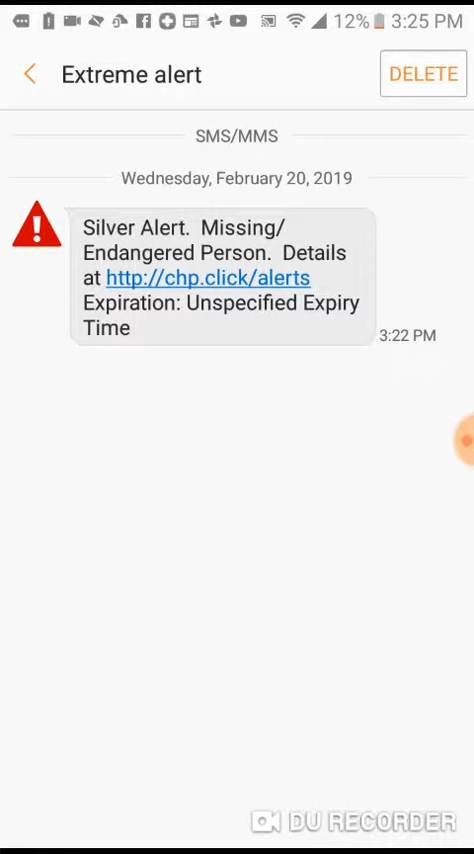 12% 3:25 PM
Extreme alert
DELETE
SMS/MMS
Wednesday, February 20, 2019
Silver Alert.  Missing/
Endangered Person.  Details
at http://chp.click/alerts
Expiration: Unspecified Expiry
Time
3:22 PM
DU RECORDER